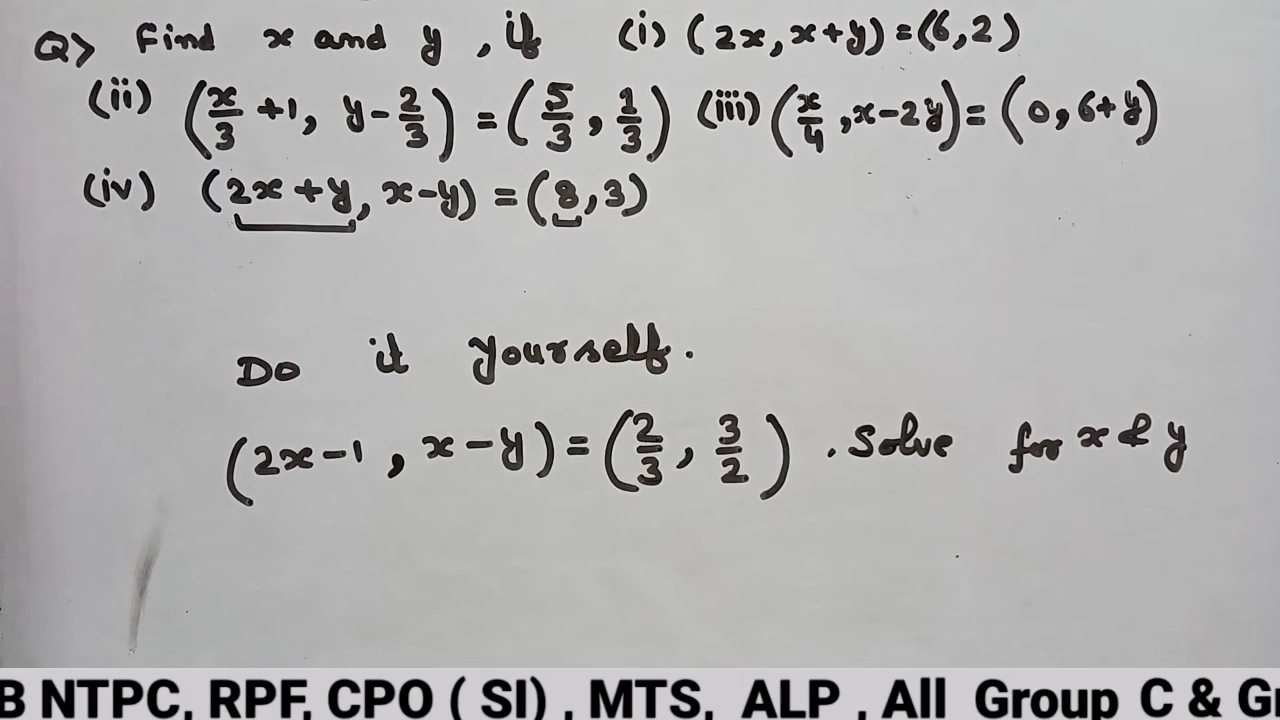 Q> Find x and y, if (i) (2x, x+y) = (6, 2)
(ii) (x/3 + 1, y - 2/3) = (5/3, 1/3) (iii) (x/4, x-2y) = (0, 6+y)
(iv) (2x+y, x-y) = (8, 3)
Do it yourself.
(2x-1, x-y) = (2/3, 3/2). Solve for x & y
B NTPC, RPF, CPO ( SI) , MTS, ALP , All Group C &